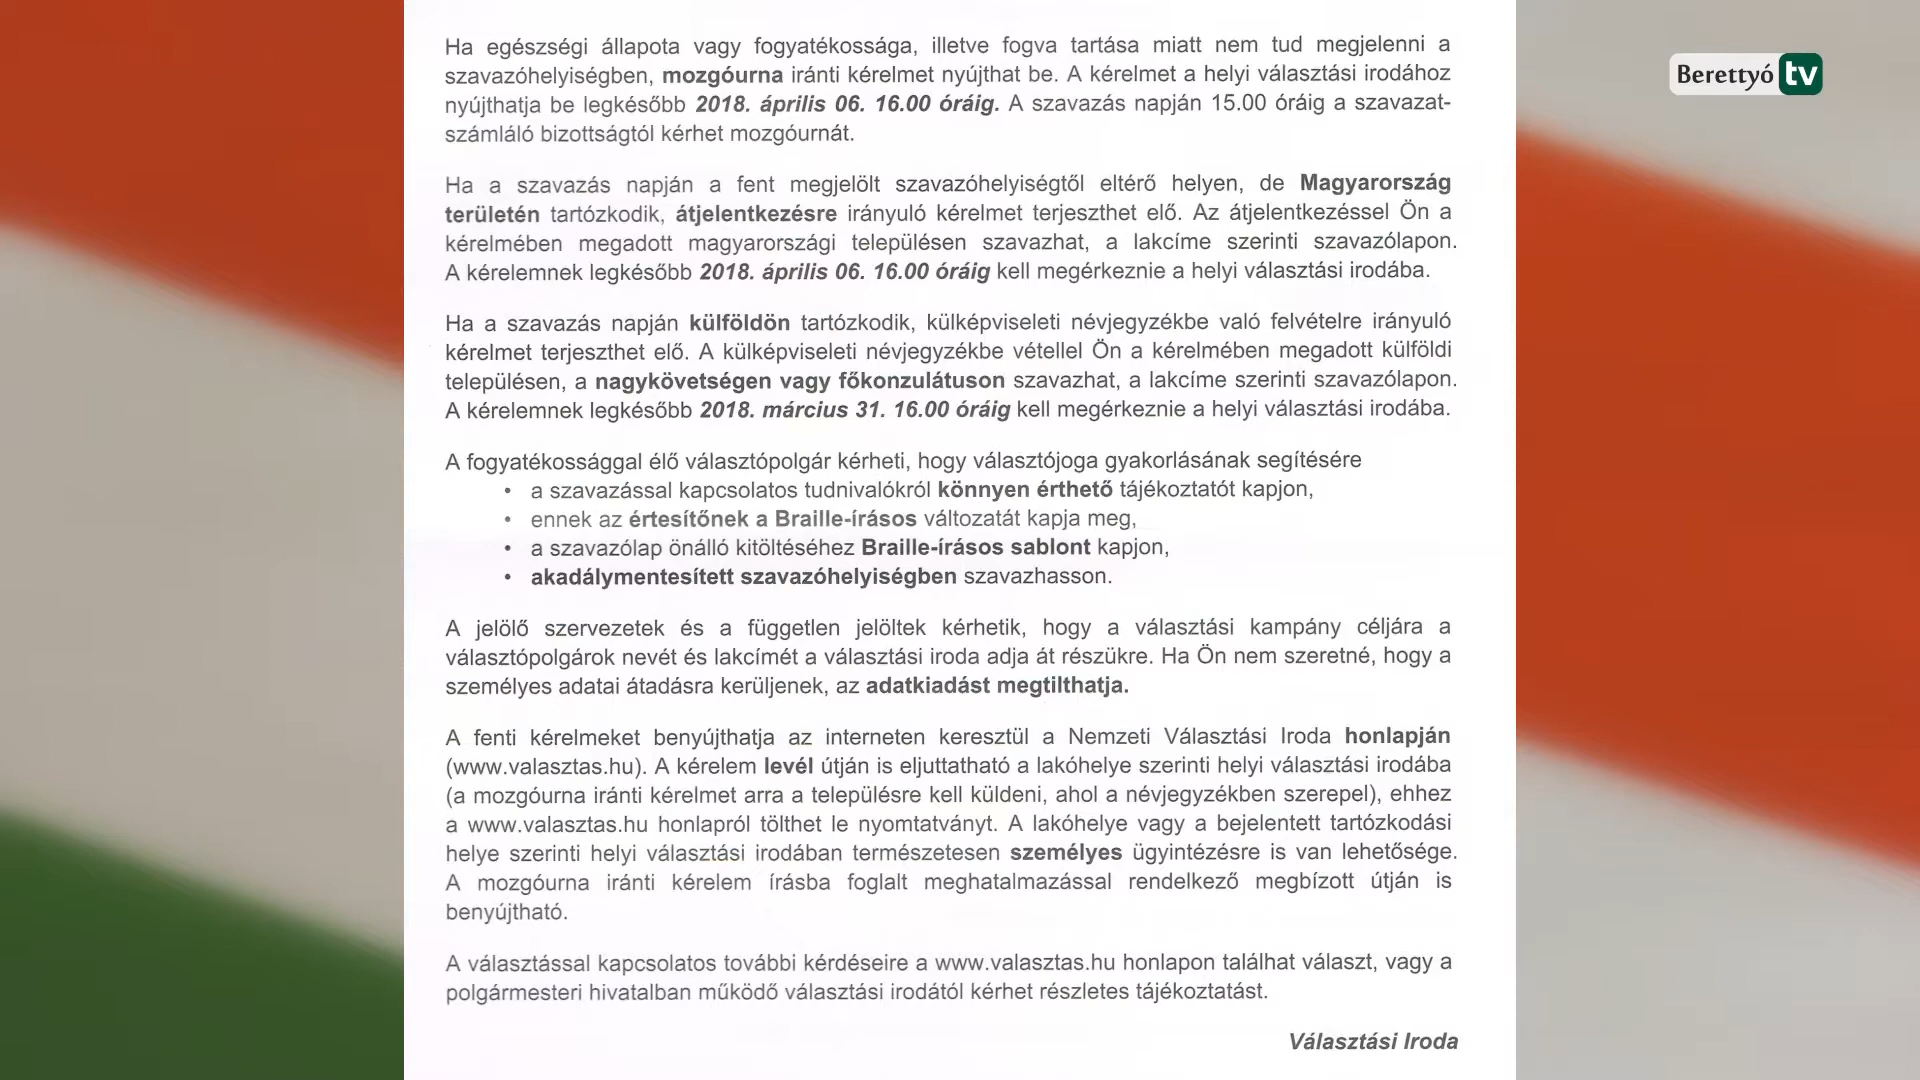 Ha egészségi állapota vagy fogyatékossága, illetve fogva tartása miatt nem tud megjelenni a
szavazóhelyiségben, mozgóurna iránti kérelmet nyújthat be. A kérelmet a helyi választási irodához
nyújthatja be legkésőbb 2018. április 06. 16.00 óráig. A szavazás napján 15.00 óráig a szavazat-
számláló bizottságtól kérhet mozgóurnát.
Ha a szavazás napján a fent megjelölt szavazóhelyiségtől eltérő helyen, de Magyarország
területén tartózkodik, átjelentkezésre irányuló kérelmet terjeszthet elő. Az átjelentkezéssel Ön a
kérelmében megadott magyarországi településen szavazhat, a lakcíme szerinti szavazólapon.
A kérelemnek legkésőbb 2018. április 06. 16.00 óráig kell megérkeznie a helyi választási irodába.
Ha a szavazás napján külföldön tartózkodik, külképviseleti névjegyzékbe való felvételre irányuló
kérelmet terjeszthet elő. A külképviseleti névjegyzékbe vétellel Ön a kérelmében megadott külföldi
településen, a nagykövetségen vagy főkonzulátuson szavazhat, a lakcíme szerinti szavazólapon.
A kérelemnek legkésőbb 2018. március 31. 16.00 óráig kell megérkeznie a helyi választási irodába.
A fogyatékossággal élő választópolgár kérheti, hogy választójoga gyakorlásának segítésére
• a szavazással kapcsolatos tudnivalókról könnyen érthető tájékoztatót kapjon,
• ennek az értesítőnek a Braille-írásos változatát kapja meg,
• a szavazólap önálló kitöltéséhez Braille-írásos sablont kapjon,
• akadálymentesített szavazóhelyiségben szavazhasson.
A jelölő szervezetek és a független jelöltek kérhetik, hogy a választási kampány céljára a
választópolgárok nevét és lakcímét a választási iroda adja át részükre. Ha Ön nem szeretné, hogy a
személyes adatai átadásra kerüljenek, az adatkiadást megtilthatja.
A fenti kérelmeket benyújthatja az interneten keresztül a Nemzeti Választási Iroda honlapján
(www.valasztas.hu). A kérelem levél útján is eljuttatható a lakóhelye szerinti helyi választási irodába
(a mozgóurna iránti kérelmet arra a településre kell küldeni, ahol a névjegyzékben szerepel), ehhez
a www.valasztas.hu honlapról tölthet le nyomtatványt. A lakóhelye vagy a bejelentett tartózkodási
helye szerinti helyi választási irodában természetesen személyes ügyintézésre is van lehetősége.
A mozgóurna iránti kérelem írásba foglalt meghatalmazással rendelkező megbízott útján is
benyújtható.
A választással kapcsolatos további kérdéseire a www.valasztas.hu honlapon találhat választ, vagy a
polgármesteri hivatalban működő választási irodától kérhet részletes tájékoztatást.
Választási Iroda
Berettyó tv